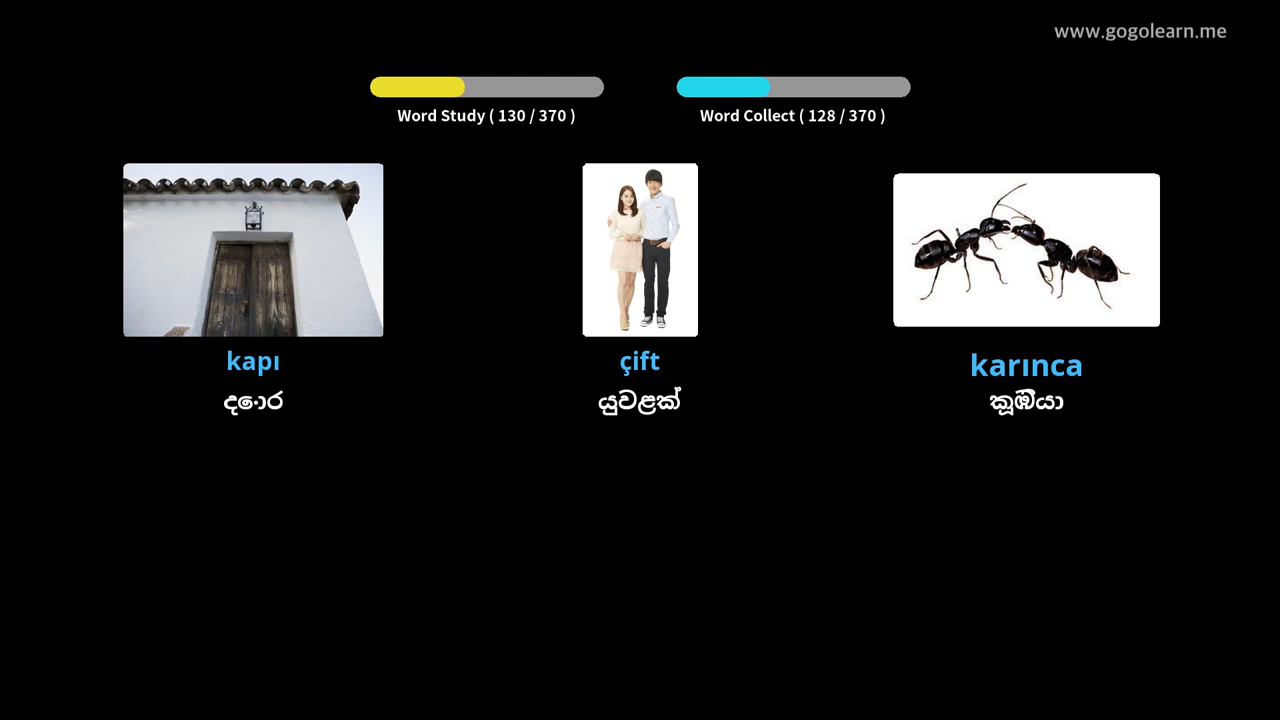 www.gogolearn.me
Word Study ( 130 / 370 )
Word Collect ( 128 / 370 )
kapı
çift
karınca
දොර
යුවළක්
කූඹියා